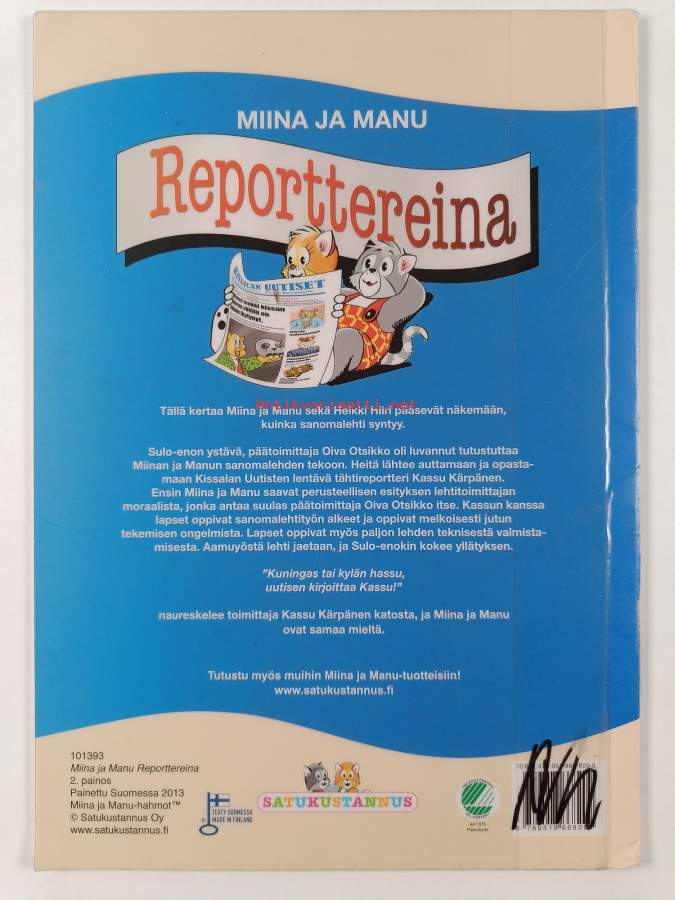 MIINA JA MANU
Reporttereina
KISSALAN UUTISET
Tällä kertaa Miina ja Manu sekä Heikki Hiiri pääsevät näkemään,
kuinka sanomalehti syntyy.
Antikvariaatti.net
Sulo-enon ystävä, päätoimittaja Oiva Otsikko oli luvannut tutustuttaa
Miinan ja Manun sanomalehden tekoon. Heitä lähtee auttamaan ja opasta-
maan Kissalan Uutisten lentävä tähtireportteri Kassu Kärpänen.
Ensin Miina ja Manu saavat perusteellisen esityksen lehtitoimittajan
moraalista, jonka antaa suulas päätoimittaja Oiva Otsikko itse. Kassun kanssa
lapset oppivat sanomalehtityön alkeet ja oppivat melkoisesti jutun
tekemisen ongelmista. Lapset oppivat myös paljon lehden teknisestä valmista-
misesta. Aamuyöstä lehti jaetaan, ja Sulo-enokin kokee yllätyksen.
"Kuningas tai kylän hassu,
uutisen kirjoittaa Kassu!"
naureskelee toimittaja Kassu Kärpänen katosta, ja Miina ja Manu
ovat samaa mieltä.
Tutustu myös muihin Miina ja Manu-tuotteisiin!
www.satukustannus.fi
101393
Miina ja Manu Reporttereina
2. painos
Painettu Suomessa 2013
Miina ja Manu-hahmot™
© Satukustannus Oy
www.satukustannus.fi
TEHTY SUOMESSA
MADE IN FINLAND
SATUKUSTANNUS
441 679
Painotuote